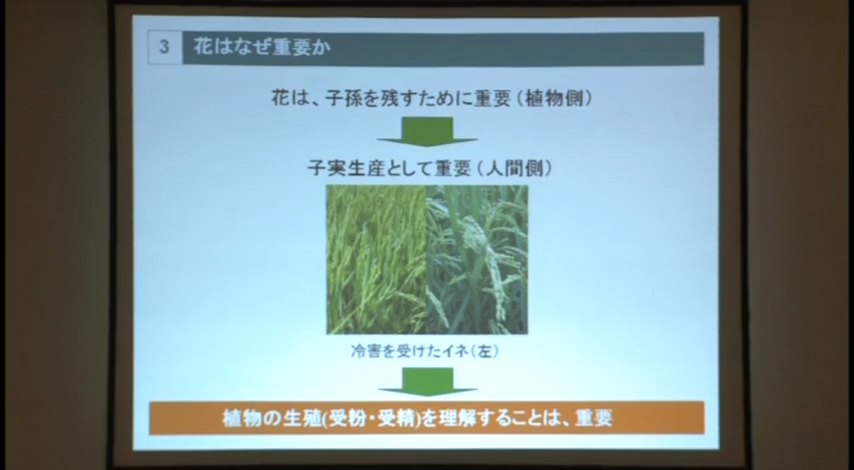 3 花はなぜ重要か
花は、子孫を残すために重要(植物側)
子実生産として重要(人間側)
冷害を受けたイネ(左)
植物の生殖(受粉・受精)を理解することは、重要